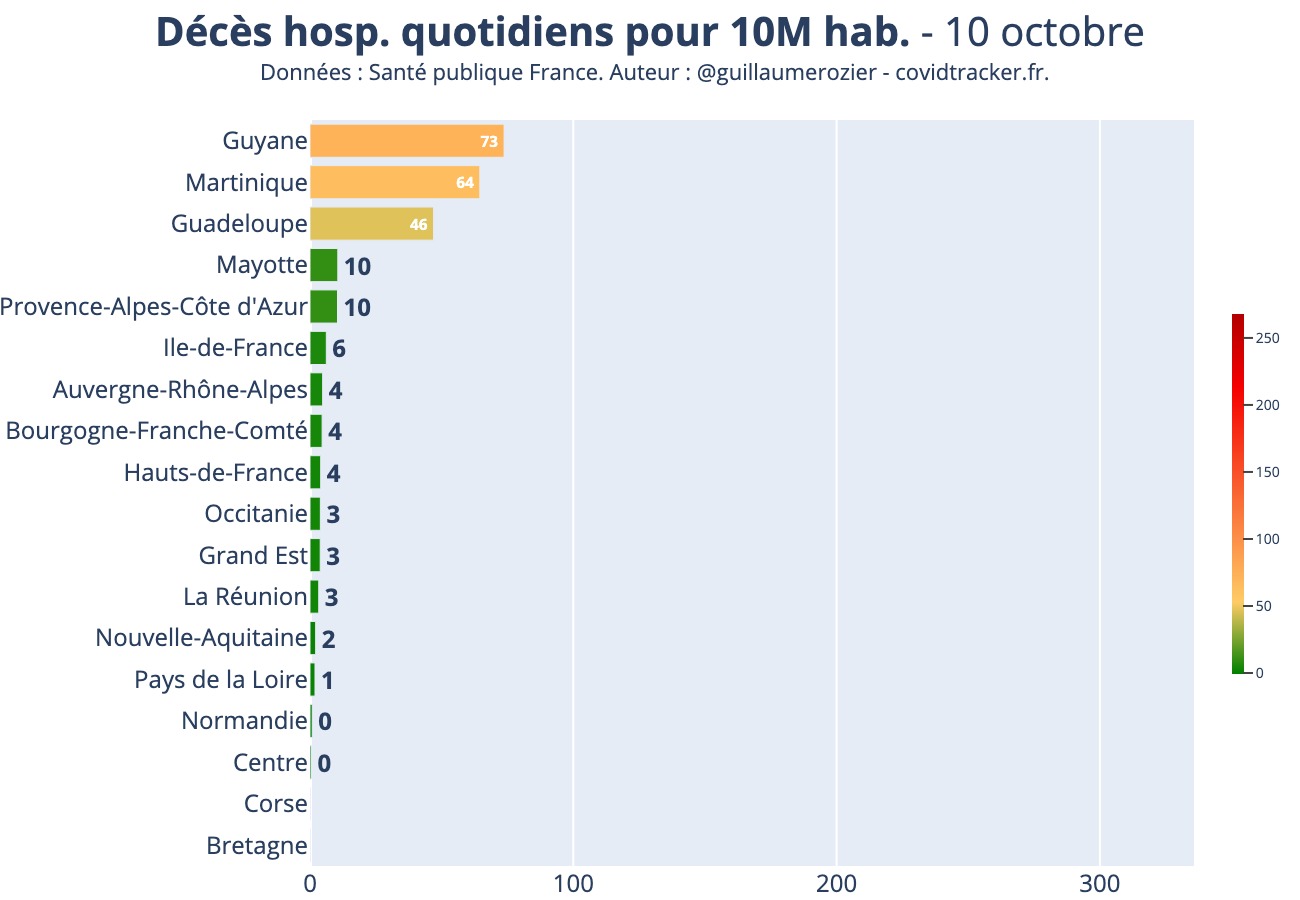 Décès hosp. quotidiens pour 10M hab. - 10 octobre
Données : Santé publique France. Auteur : @guillaumerozier - covidtracker.fr.
Guyane 73
Martinique 64
Guadeloupe 46
Mayotte 10
Provence-Alpes-Côte d'Azur 10
Ile-de-France 6
Auvergne-Rhône-Alpes 4
Bourgogne-Franche-Comté 4
Hauts-de-France 4
Occitanie 3
Grand Est 3
La Réunion 3
Nouvelle-Aquitaine 2
Pays de la Loire 1
Normandie 0
Centre 0
Corse
Bretagne
0 100 200 300
250
200
150
100
50
0